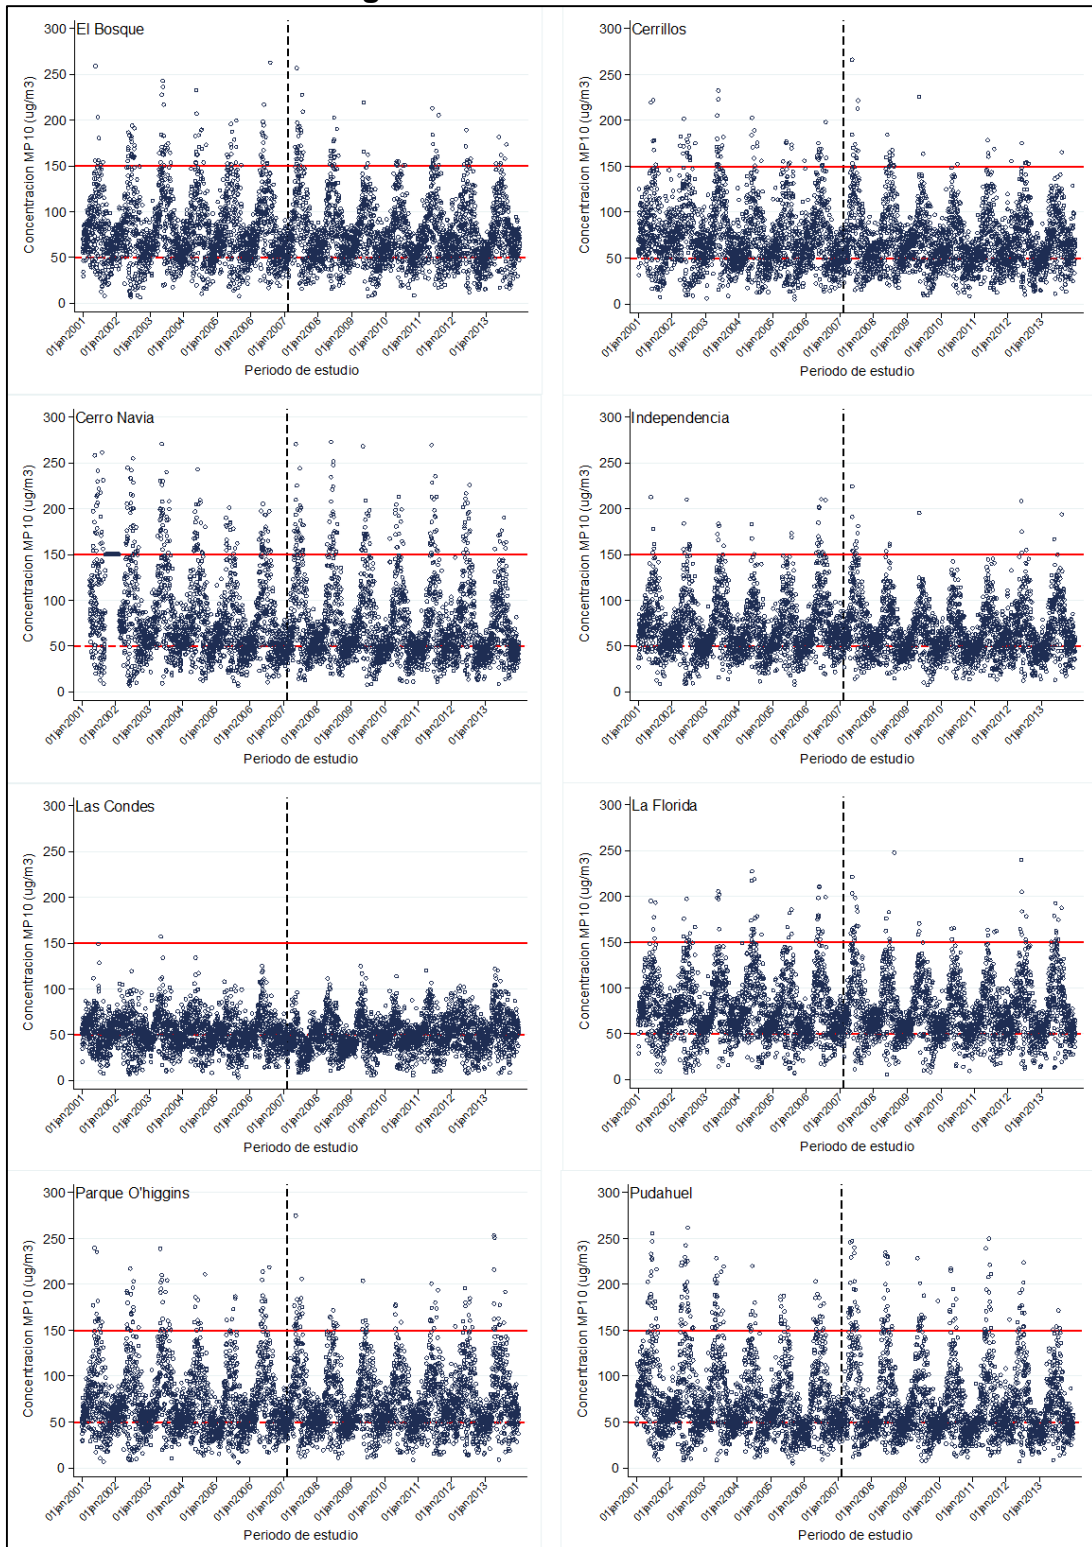 El Bosque
Concentracion MP10 (ug/m3)
300
250
200
150
100
50
0
01jan2001
01jan2002
01jan2003
01jan2004
01jan2005
01jan2006
01jan2007
01jan2008
01jan2009
01jan2010
01jan2011
01jan2012
01jan2013
Periodo de estudio
Cerrillos
Concentracion MP10 (ug/m3)
300
250
200
150
100
50
0
01jan2001
01jan2002
01jan2003
01jan2004
01jan2005
01jan2006
01jan2007
01jan2008
01jan2009
01jan2010
01jan2011
01jan2012
01jan2013
Periodo de estudio
Cerro Navia
Concentracion MP10 (ug/m3)
300
250
200
150
100
50
0
01jan2001
01jan2002
01jan2003
01jan2004
01jan2005
01jan2006
01jan2007
01jan2008
01jan2009
01jan2010
01jan2011
01jan2012
01jan2013
Periodo de estudio
Independencia
Concentracion MP10 (ug/m3)
300
250
200
150
100
50
0
01jan2001
01jan2002
01jan2003
01jan2004
01jan2005
01jan2006
01jan2007
01jan2008
01jan2009
01jan2010
01jan2011
01jan2012
01jan2013
Periodo de estudio
Las Condes
Concentracion MP10 (ug/m3)
300
250
200
150
100
50
0
01jan2001
01jan2002
01jan2003
01jan2004
01jan2005
01jan2006
01jan2007
01jan2008
01jan2009
01jan2010
01jan2011
01jan2012
01jan2013
Periodo de estudio
La Florida
Concentracion MP10 (ug/m3)
300
250
200
150
100
50
0
01jan2001
01jan2002
01jan2003
01jan2004
01jan2005
01jan2006
01jan2007
01jan2008
01jan2009
01jan2010
01jan2011
01jan2012
01jan2013
Periodo de estudio
Parque O'higgins
Concentracion MP10 (ug/m3)
300
250
200
150
100
50
0
01jan2001
01jan2002
01jan2003
01jan2004
01jan2005
01jan2006
01jan2007
01jan2008
01jan2009
01jan2010
01jan2011
01jan2012
01jan2013
Periodo de estudio
Pudahuel
Concentracion MP10 (ug/m3)
300
250
200
150
100
50
0
01jan2001
01jan2002
01jan2003
01jan2004
01jan2005
01jan2006
01jan2007
01jan2008
01jan2009
01jan2010
01jan2011
01jan2012
01jan2013
Periodo de estudio